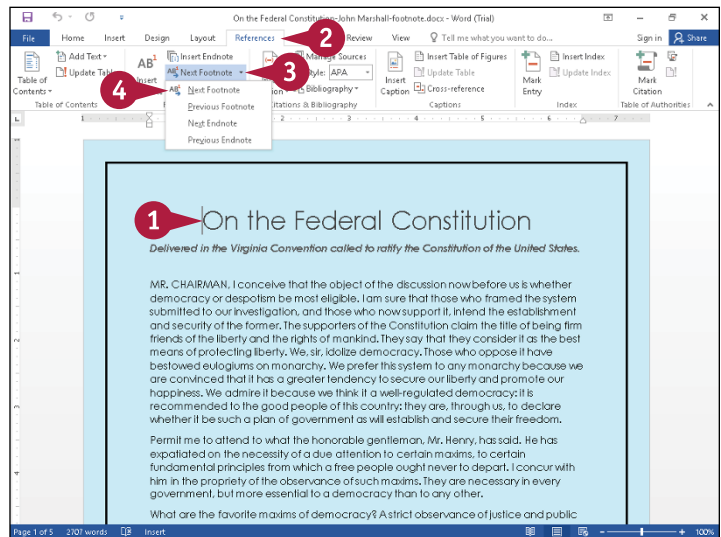 On the Federal Constitution-John Marshall-footnote.docx - Word (Trial)
File Home Insert Design Layout References Review View Tell me what you want to do... Sign in Share
Add Text Insert Endnote Manage Sources Insert Table of Figures Insert Index
AB¹ Next Footnote Style: APA
Update Table Update Index
Table of Contents Insert Bibliography Insert Caption Cross-reference Mark Entry Mark Citation
Table of Contents Citations & Bibliography Captions Index Table of Authorities
Next Footnote
Previous Footnote
Next Endnote
Previous Endnote
2
3
4
1 1 2 3 4 5 6 7
1
On the Federal Constitution
Delivered in the Virginia Convention called to ratify the Constitution of the United States.
MR. CHAIRMAN, I conceive that the object of the discussion now before us is whether
democracy or despotism be most eligible. I am sure that those who framed the system
submitted to our investigation, and those who now support it, intend the establishment
and security of the former. The supporters of the Constitution claim the title of being firm
friends of the liberty and the rights of mankind. They say that they consider it as the best
means of protecting liberty. We, sir, idolize democracy. Those who oppose it have
bestowed eulogiums on monarchy. We prefer this system to any monarchy because we
are convinced that it has a greater tendency to secure our liberty and promote our
happiness. We admire it because we think it a well-regulated democracy: it is
recommended to the good people of this country: they are, through us, to declare
whether it be such a plan of government as will establish and secure their freedom.
Permit me to attend to what the honorable gentleman, Mr. Henry, has said. He has
expatiated on the necessity of a due attention to certain maxims, to certain
fundamental principles from which a free people ought never to depart. I concur with
him in the propriety of the observance of such maxims. They are necessary in every
government, but more essential to a democracy than to any other.
What are the favorite maxims of democracy? A strict observance of justice and public
Page 1 of 5 2707 words Insert 100%